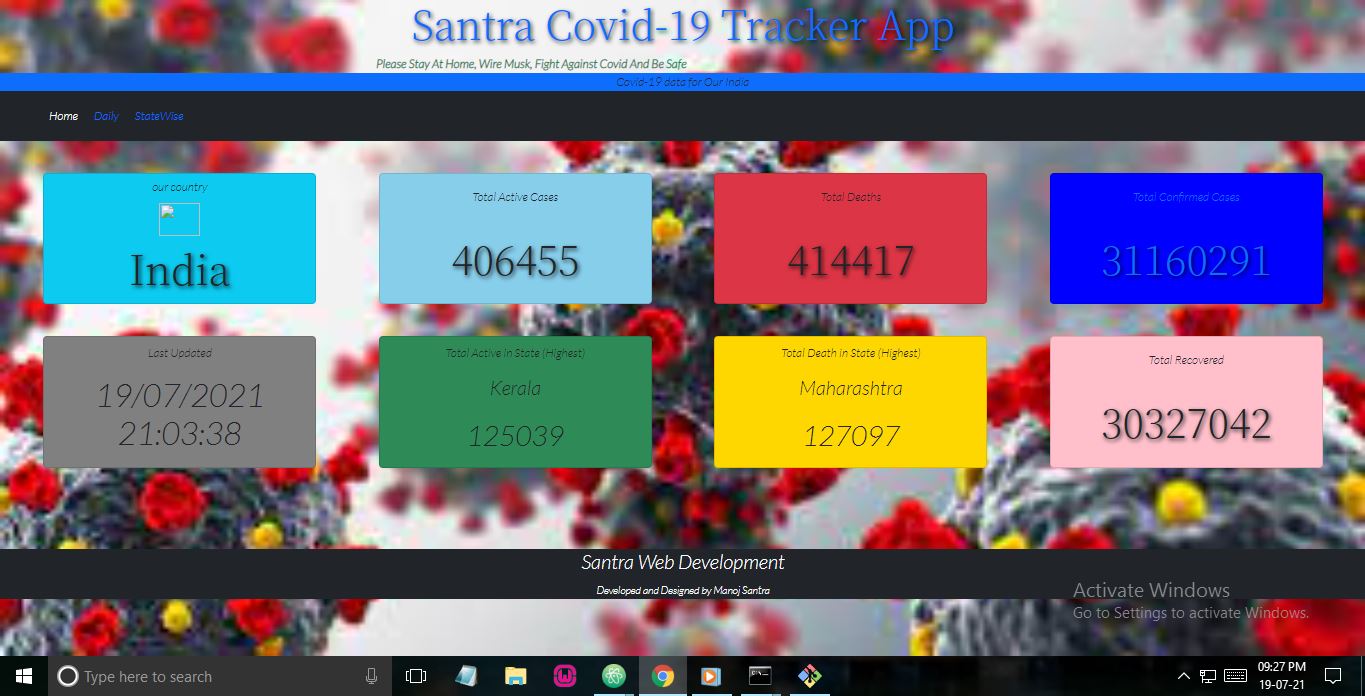 Santra Covid-19 Tracker App
Please Stay At Home, Wire Musk, Fight Against Covid And Be Safe
Covid-19 data for Our India
Home Daily StateWise
our country
India
Total Active Cases
406455
Total Deaths
414417
Total Confirmed Cases
31160291
Last Updated
19/07/2021
21:03:38
Total Active in State (Highest)
Kerala
125039
Total Death in State (Highest)
Maharashtra
127097
Total Recovered
30327042
Santra Web Development
Developed and Designed by Manoj Santra
Activate Windows
Go to Settings to activate Windows.
Type here to search
09:27 PM
19-07-21